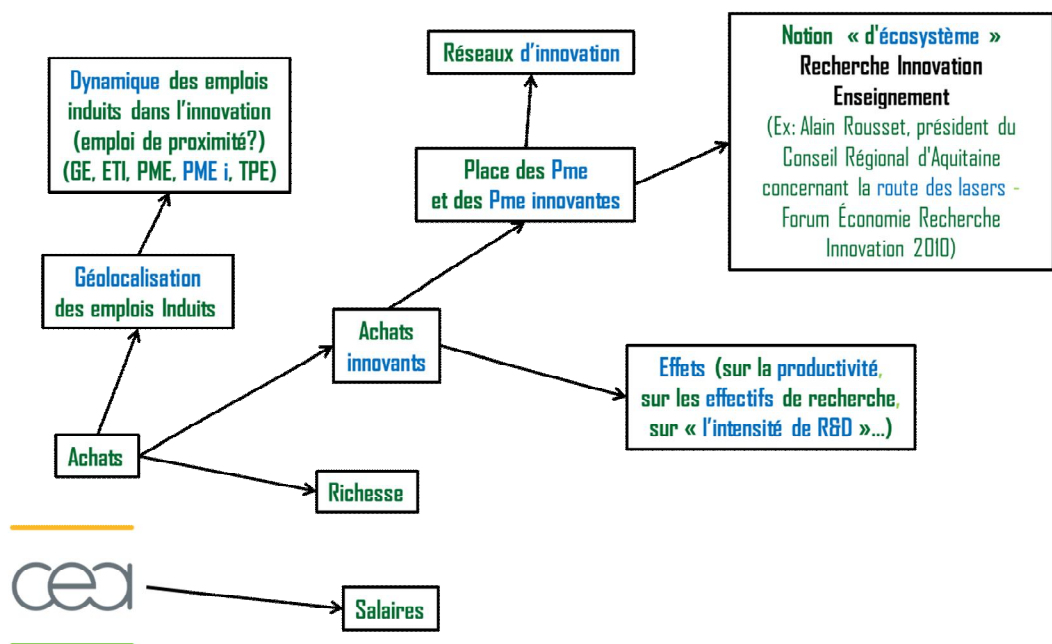 Dynamique des emplois
induits dans l'innovation
(emploi de proximité?)
(GE, ETI, PME, PME i, TPE)
Réseaux d'innovation
Notion « d'écosystème »
Recherche Innovation
Enseignement
(Ex: Alain Rousset, président du
Conseil Régional d'Aquitaine
concernant la route des lasers -
Forum Économie Recherche
Innovation 2010)
Place des Pme
et des Pme innovantes
Géolocalisation
des emplois Induits
Achats
innovants
Effets (sur la productivité,
sur les effectifs de recherche,
sur « l'intensité de R&D »...)
Achats
Richesse
cea
Salaires